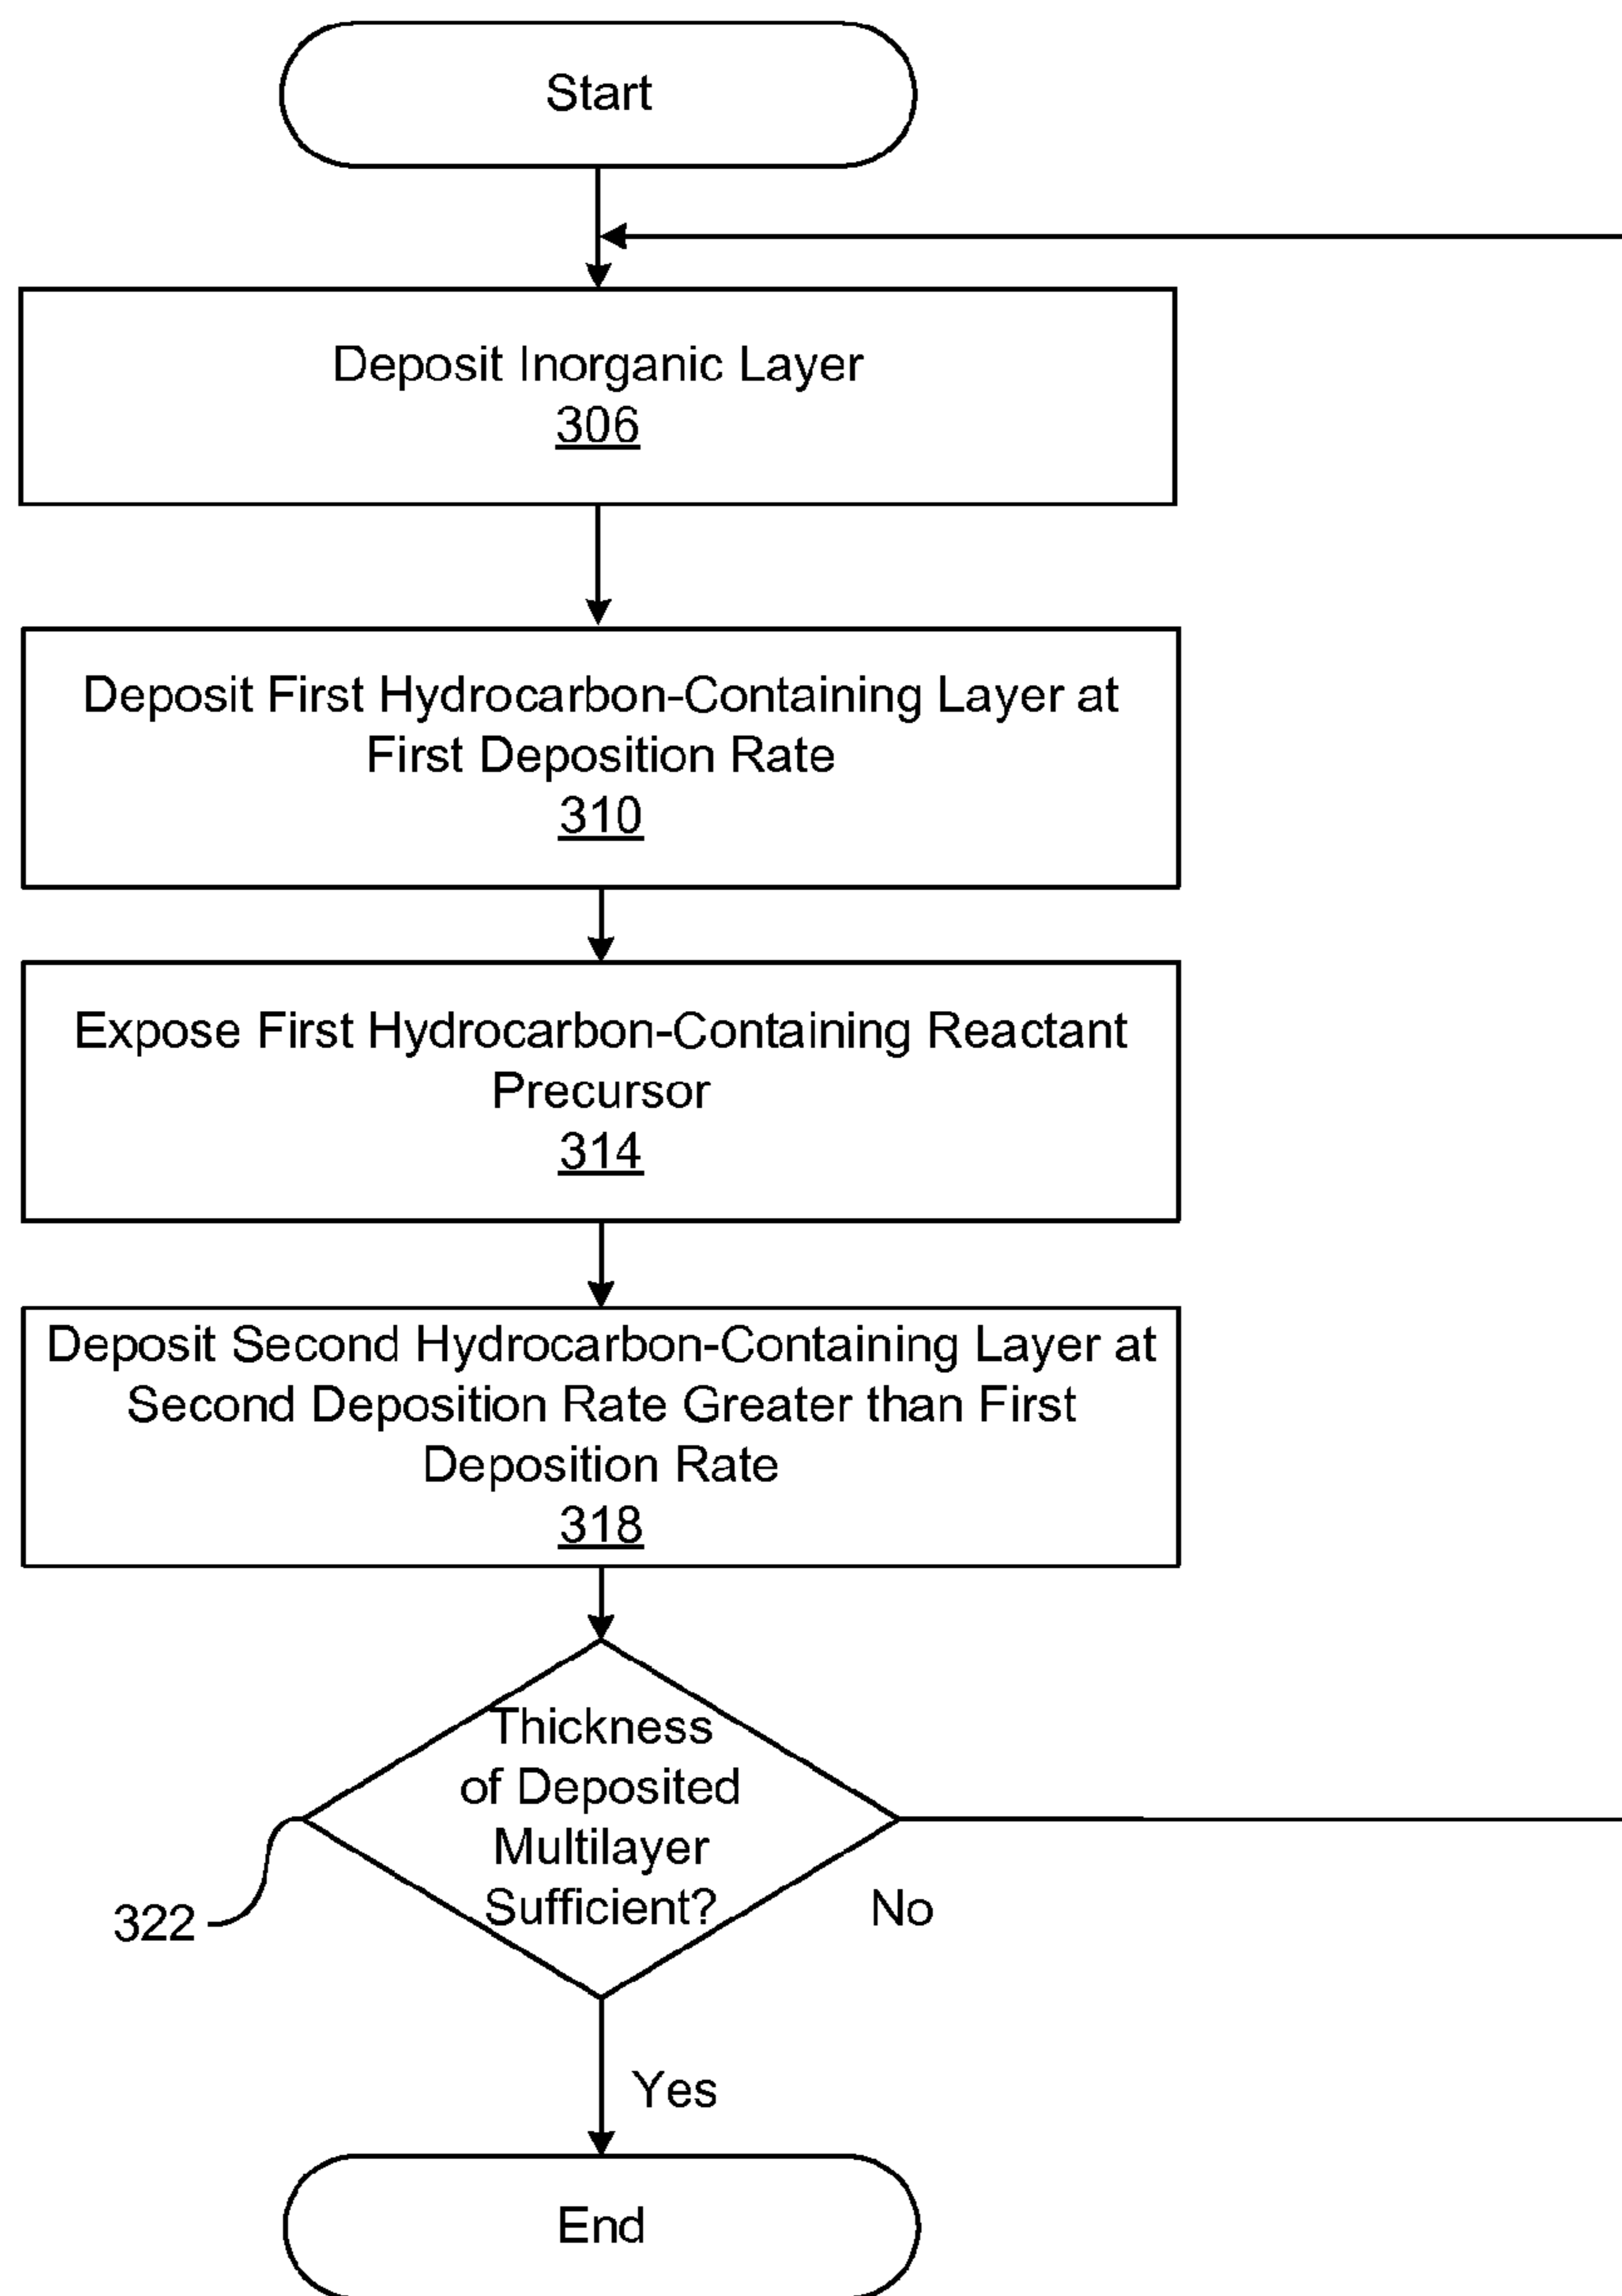 Start
Deposit Inorganic Layer
306
Deposit First Hydrocarbon-Containing Layer at
First Deposition Rate
310
Expose First Hydrocarbon-Containing Reactant
Precursor
314
Deposit Second Hydrocarbon-Containing Layer at
Second Deposition Rate Greater than First
Deposition Rate
318
Thickness
of Deposited
Multilayer
Sufficient?
322
No
Yes
End